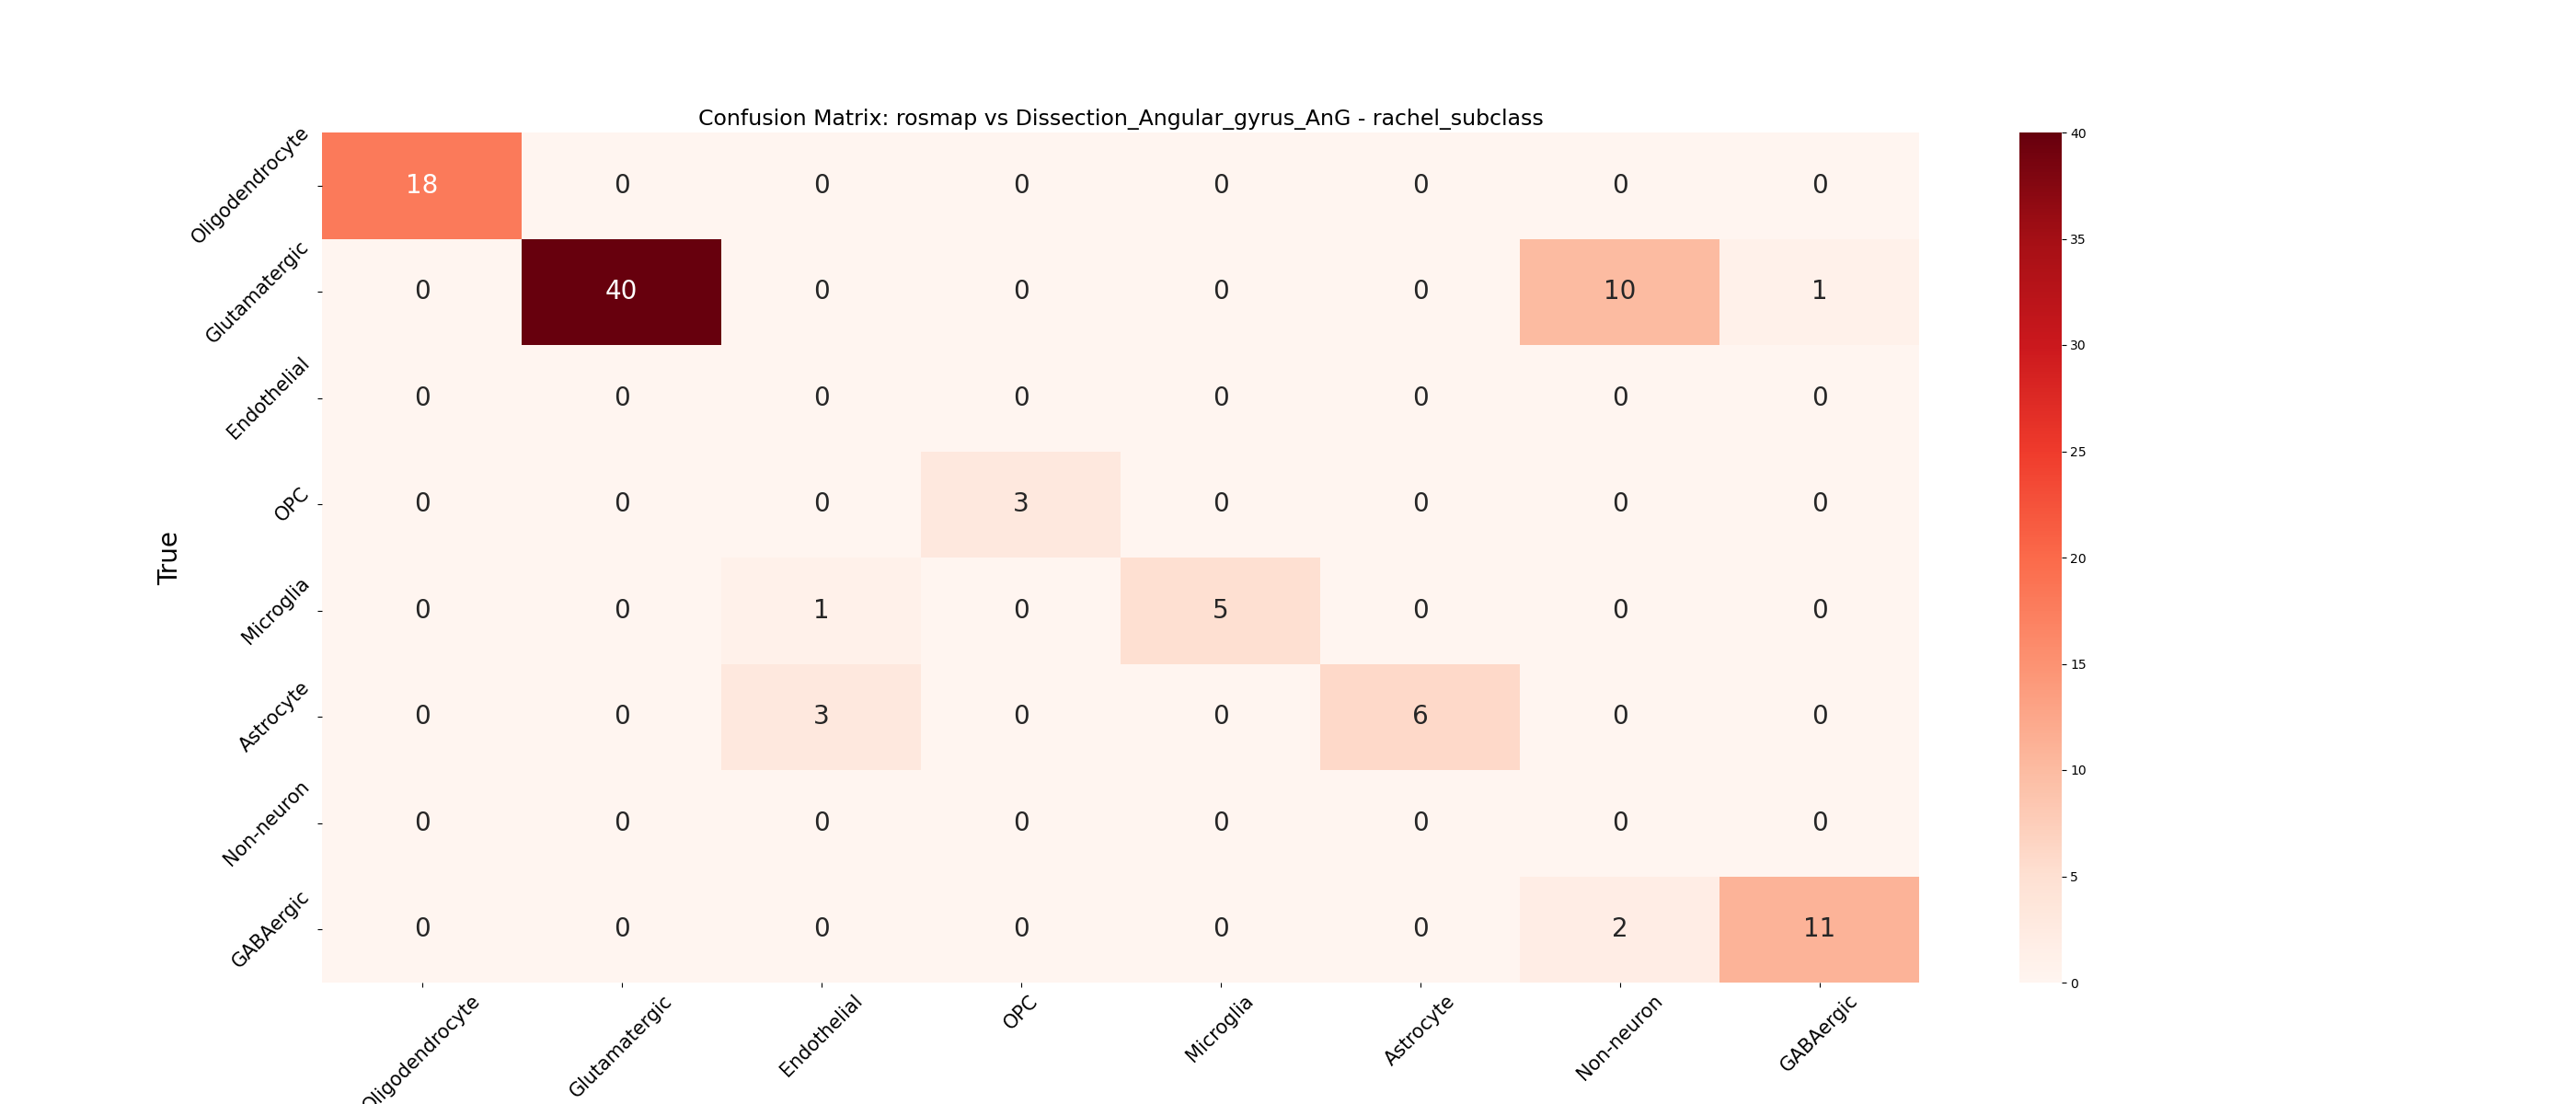 Confusion Matrix: rosmap vs Dissection_Angular_gyrus_AnG - rachel_subclass
True
Oligodendrocyte 18 0 0 0 0 0 0 0
Glutamatergic 0 40 0 0 0 0 10 1
Endothelial 0 0 0 0 0 0 0 0
OPC 0 0 0 3 0 0 0 0
Microglia 0 0 1 0 5 0 0 0
Astrocyte 0 0 3 0 0 6 0 0
Non-neuron 0 0 0 0 0 0 0 0
GABAergic 0 0 0 0 0 0 2 11
Oligodendrocyte Glutamatergic Endothelial OPC Microglia Astrocyte Non-neuron GABAergic
40
35
30
25
20
15
10
5
0